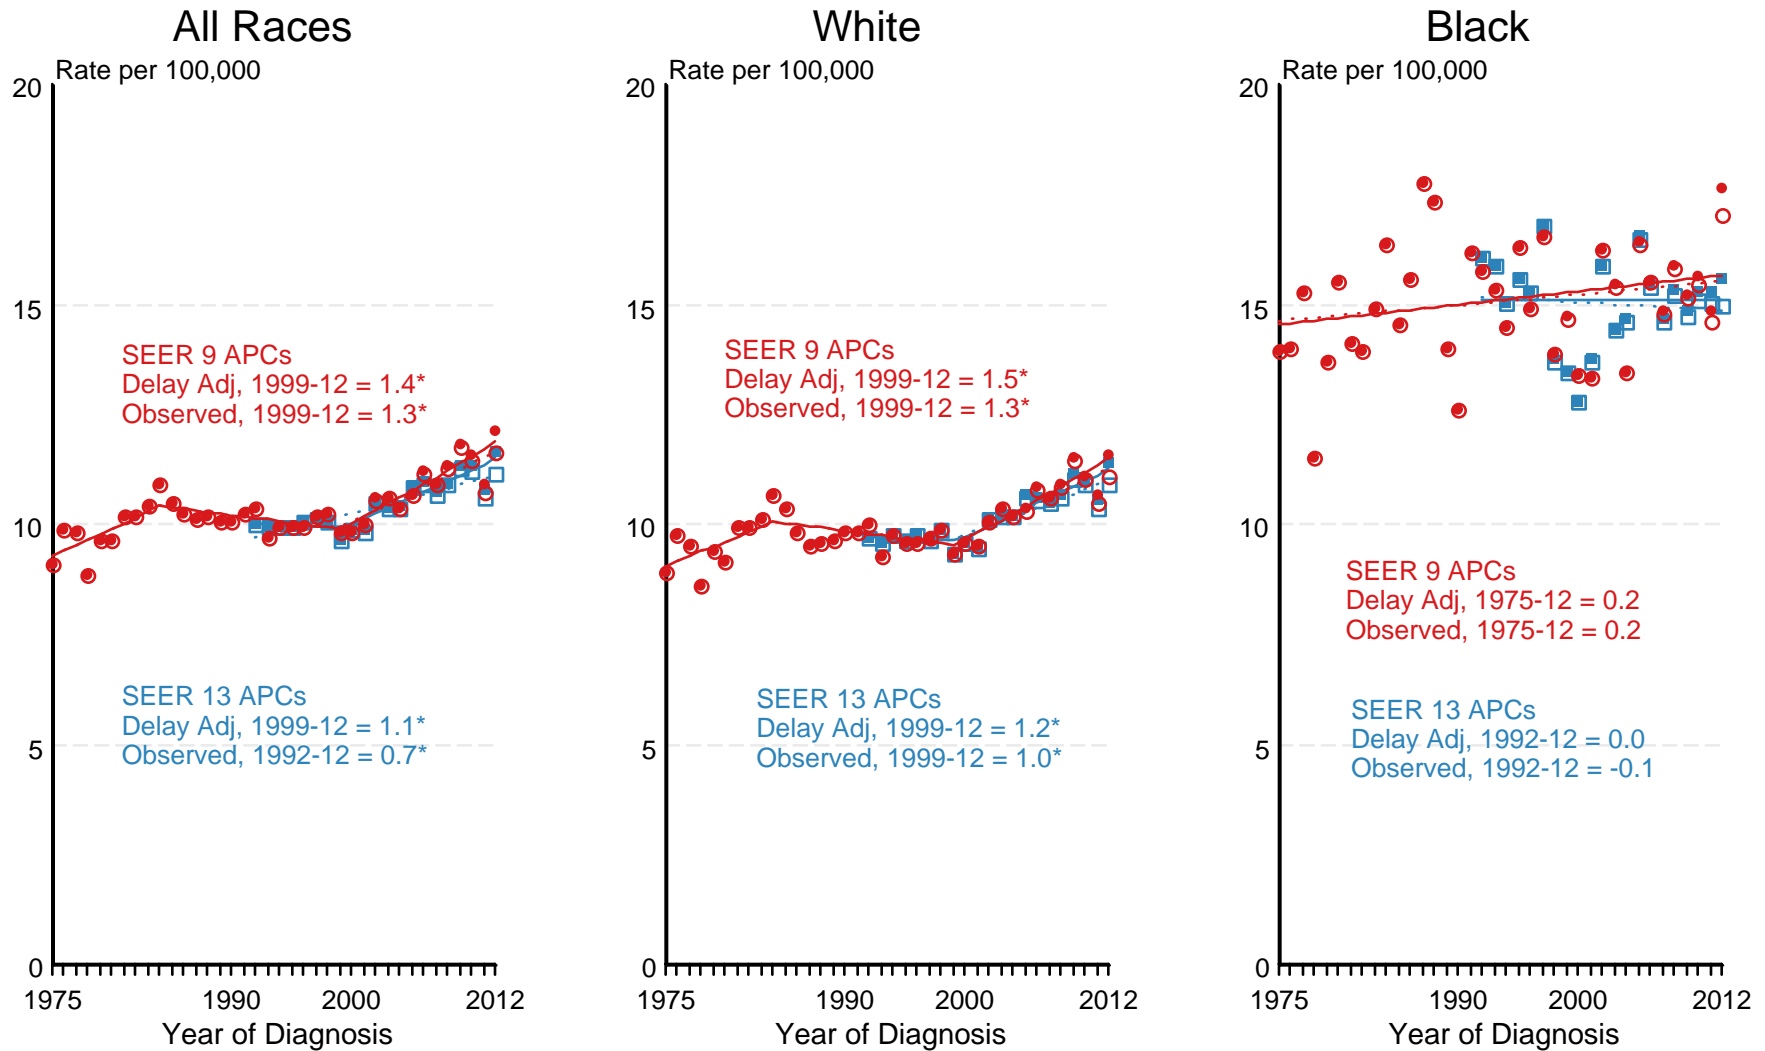 All Races
Rate per 100,000
20
15
10
5
0
SEER 9 APCs
Delay Adj, 1999-12 = 1.4*
Observed, 1999-12 = 1.3*
SEER 13 APCs
Delay Adj, 1999-12 = 1.1*
Observed, 1992-12 = 0.7*
1975 1990 2000 2012
Year of Diagnosis
White
Rate per 100,000
20
15
10
5
0
SEER 9 APCs
Delay Adj, 1999-12 = 1.5*
Observed, 1999-12 = 1.3*
SEER 13 APCs
Delay Adj, 1999-12 = 1.2*
Observed, 1999-12 = 1.0*
1975 1990 2000 2012
Year of Diagnosis
Black
Rate per 100,000
20
15
10
5
0
SEER 9 APCs
Delay Adj, 1975-12 = 0.2
Observed, 1975-12 = 0.2
SEER 13 APCs
Delay Adj, 1992-12 = 0.0
Observed, 1992-12 = -0.1
1975 1990 2000 2012
Year of Diagnosis